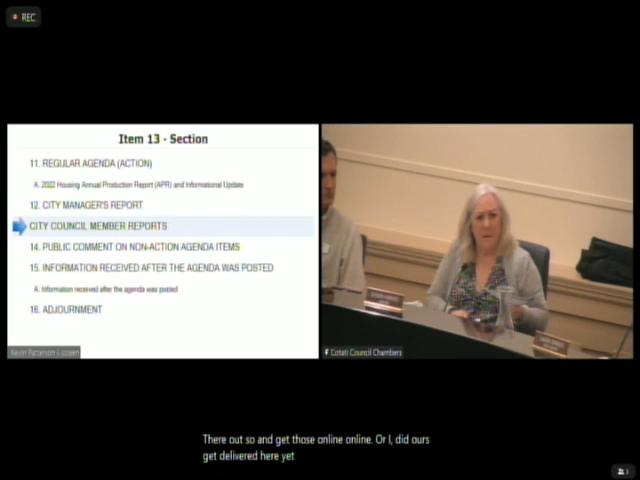 REC
Item 13 - Section
11. REGULAR AGENDA (ACTION)
A. 2022 Housing Annual Production Report (APR) and Informational Update
12. CITY MANAGER'S REPORT
CITY COUNCIL MEMBER REPORTS
14. PUBLIC COMMENT ON NON-ACTION AGENDA ITEMS
15. INFORMATION RECEIVED AFTER THE AGENDA WAS POSTED
A. Information received after the agenda was posted
16. ADJOURNMENT
Kevin Patterson's screen
Cotati Council Chambers
There out so and get those online online. Or I, did ours
get delivered here yet